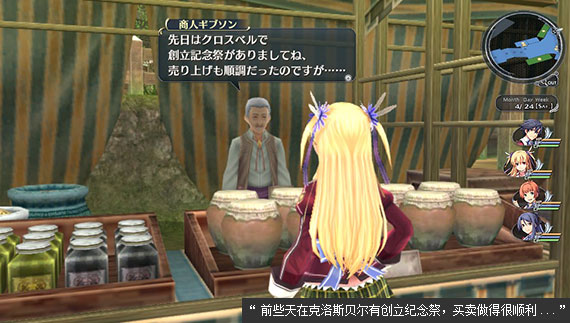 商人ギブソン
先日はクロスベルで
創立記念祭がありましてね、
売り上げも順調だったのですが……
Month Day Week
4/24 [SAT.]
“ 前些天在克洛斯贝尔有创立纪念祭，买卖做得很顺利 . . . ”